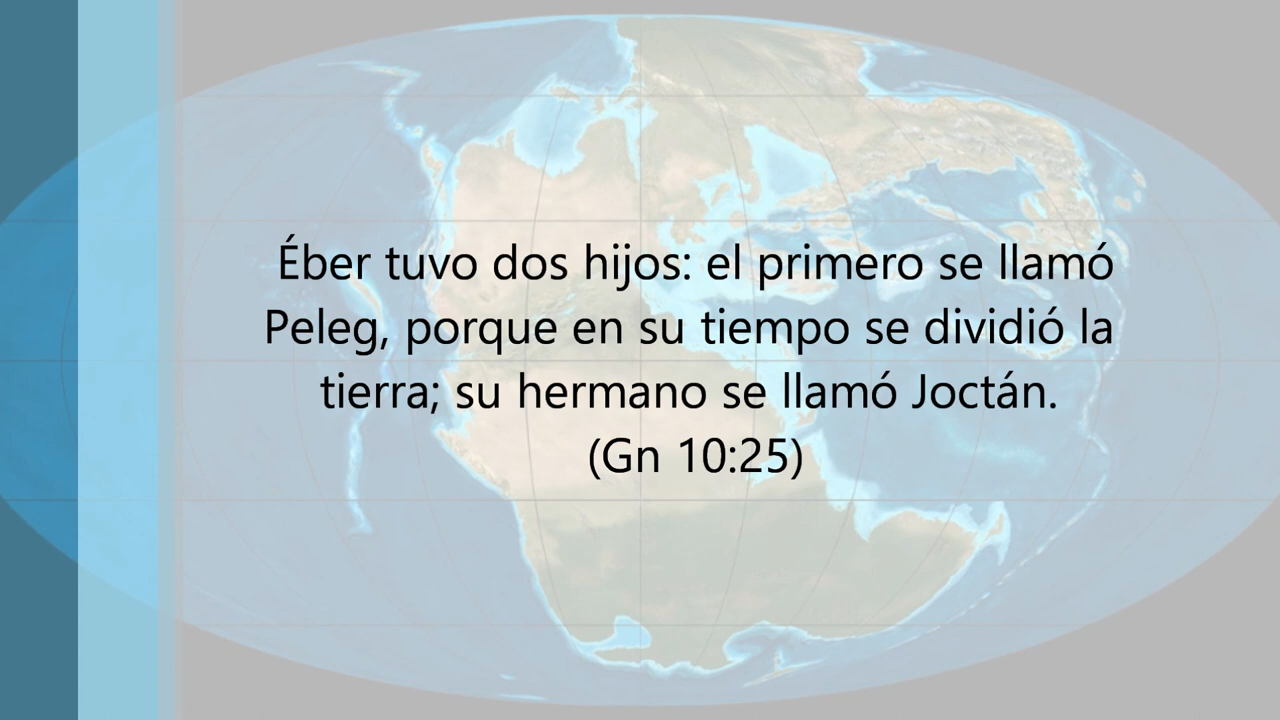 Éber tuvo dos hijos: el primero se llamó
Peleg, porque en su tiempo se dividió la
tierra; su hermano se llamó Joctán.
(Gn 10:25)